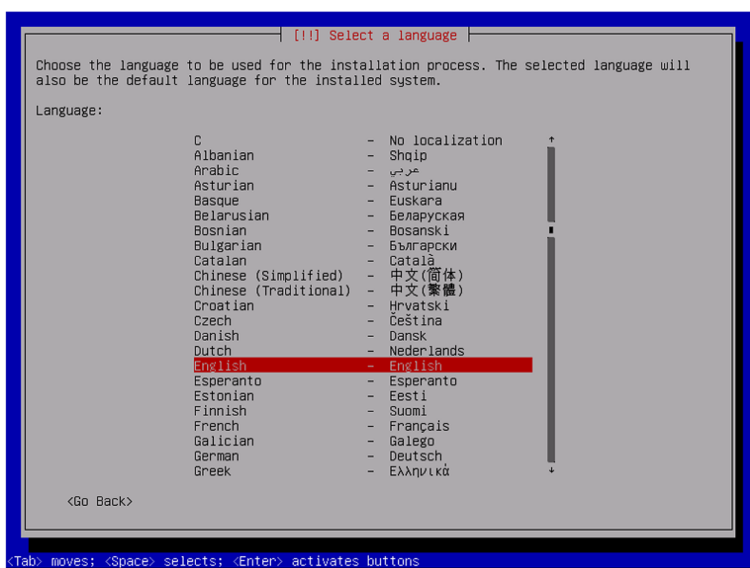 [!!] Select a language
Choose the language to be used for the installation process. The selected language will
also be the default language for the installed system.
Language:
C - No localization
Albanian - Shqip
Arabic - عربي
Asturian - Asturianu
Basque - Euskara
Belarusian - Беларуская
Bosnian - Bosanski
Bulgarian - Български
Catalan - Català
Chinese (Simplified) - 中文(简体)
Chinese (Traditional) - 中文(繁體)
Croatian - Hrvatski
Czech - Čeština
Danish - Dansk
Dutch - Nederlands
English - English
Esperanto - Esperanto
Estonian - Eesti
Finnish - Suomi
French - Français
Galician - Galego
German - Deutsch
Greek - Ελληνικά
<Go Back>
<Tab> moves; <Space> selects; <Enter> activates buttons